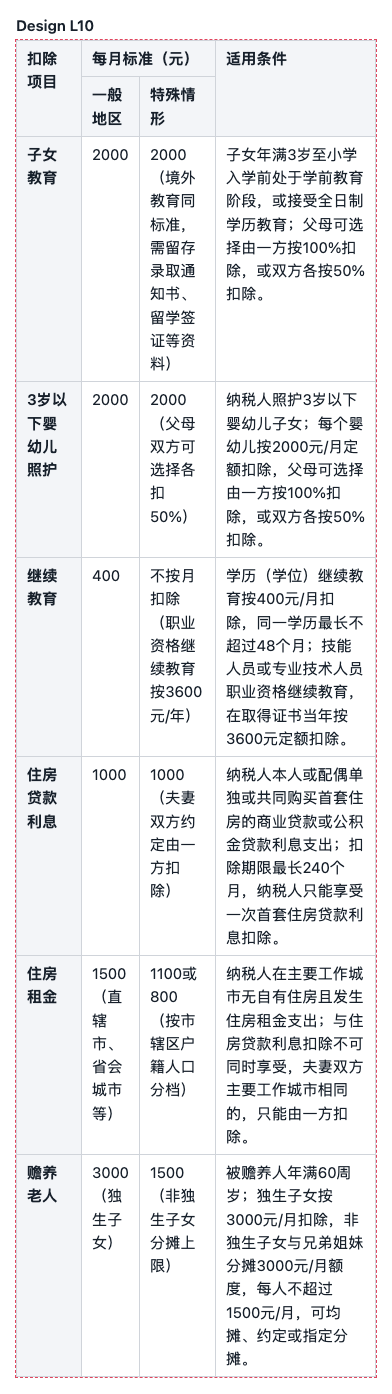 Design L10
扣除
项目
每月标准（元）
适用条件
一般
地区
特殊情
形
子女
教育
2000
2000
（境外
教育同
标准，
需留存
录取通
知书、
留学签
证等资
料）
子女年满3岁至小学
入学前处于学前教育
阶段，或接受全日制
学历教育；父母可选
择由一方按100%扣
除，或双方各按50%
扣除。
3岁以
下婴
幼儿
照护
2000
2000
（父母
双方可
选择各
扣
50%）
纳税人照护3岁以下
婴幼儿子女；每个婴
幼儿按2000元/月定
额扣除，父母可选择
由一方按100%扣
除，或双方各按50%
扣除。
继续
教育
400
不按月
扣除
（职业
资格继
续教育
按3600
元/年）
学历（学位）继续教
育按400元/月扣
除，同一学历最长不
超过48个月；技能
人员或专业技术人员
职业资格继续教育，
在取得证书当年按
3600元定额扣除。
住房
贷款
利息
1000
1000
（夫妻
双方约
定由一
方扣
除）
纳税人本人或配偶单
独或共同购买首套住
房的商业贷款或公积
金贷款利息支出；扣
除期限最长240个
月，纳税人只能享受
一次首套住房贷款利
息扣除。
住房
租金
1500
（直
辖
市、
省会
城市
等）
1100或
800
（按市
辖区户
籍人口
分档）
纳税人在主要工作城
市无自有住房且发生
住房租金支出；与住
房贷款利息扣除不可
同时享受，夫妻双方
主要工作城市相同
的，只能由一方扣
除。
赡养
老人
3000
（独
生子
女）
1500
（非独
生子女
分摊上
限）
被赡养人年满60周
岁；独生子女按
3000元/月扣除，非
独生子女与兄弟姐妹
分摊3000元/月额
度，每人不超过
1500元/月，可均
摊、约定或指定分
摊。